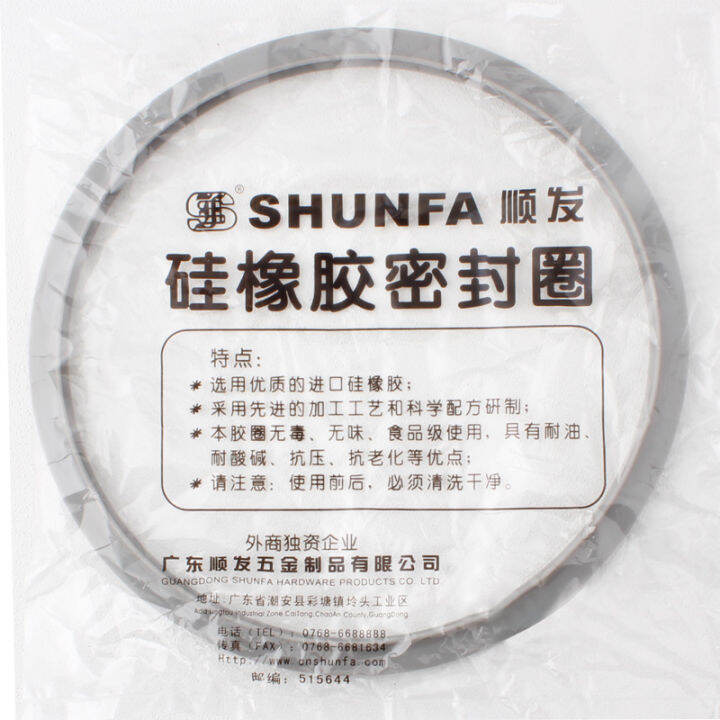 ® SHUNFA 顺发
硅橡胶密封圈
特点:
* 选用优质的进口硅橡胶;
* 采用先进的加工工艺和科学配方研制;
* 本胶圈无毒、无味、食品级使用,具有耐油、
耐酸碱、抗压、抗老化等优点;
* 请注意:使用前后,必须清洗干净。
外商独资企业
广东顺发五金制品有限公司
GUANGDONG SHUNFA HARDWARE PRODUCTS CO. LTD
地址:广东省潮安县彩塘镇坽头工业区
Industrial Zone,CaiTang,ChaoAn County,GuangDong
电话(TEL):0768-6688888
传真(FAX):0768-6681634
Http://www.cnshunfa.com
邮编:515644